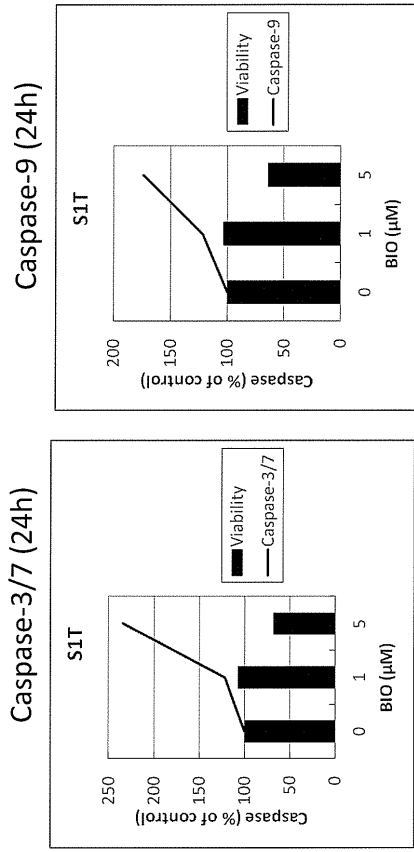 Caspase-3/7 (24h)
S1T
Caspase (% of control)
250
200
150
100
50
0
0 1 5
BIO (µM)
Viability
Caspase-3/7
Caspase-9 (24h)
S1T
Caspase (% of control)
200
150
100
50
0
0 1 5
BIO (µM)
Viability
Caspase-9